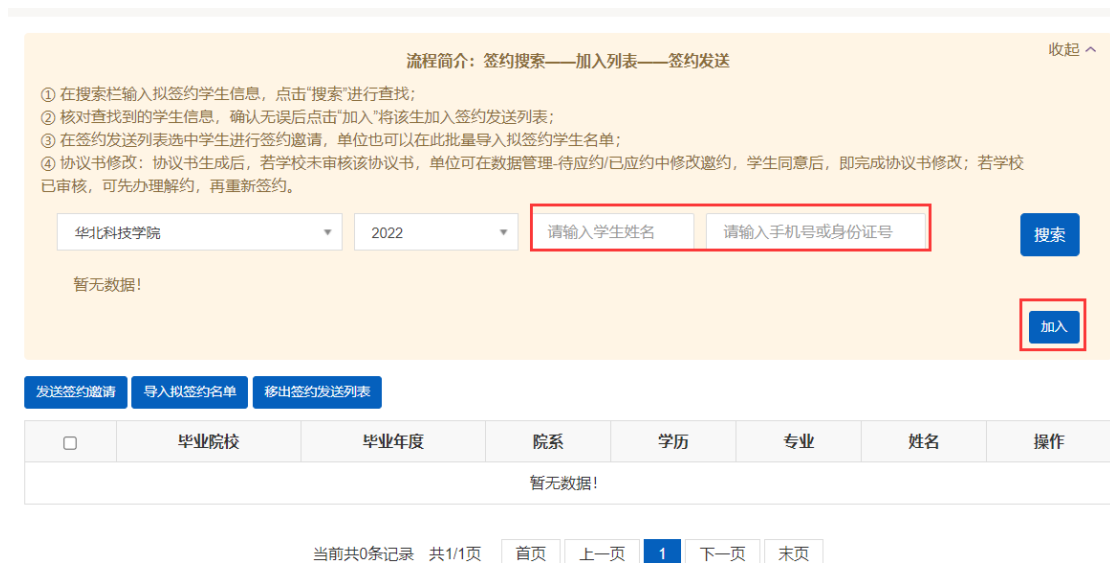 收起
流程简介：签约搜索——加入列表——签约发送
① 在搜索栏输入拟签约学生信息，点击“搜索”进行查找；
② 核对查找到的学生信息，确认无误后点击“加入”将该生加入签约发送列表；
③ 在签约发送列表选中学生进行签约邀请，单位也可以在此批量导入拟签约学生名单；
④ 协议书修改：协议书生成后，若学校未审核该协议书，单位可在数据管理-待应约/已应约中修改邀约，学生同意后，即完成协议书修改；若学校
已审核，可先办理解约，再重新签约。
华北科技学院 2022 请输入学生姓名 请输入手机号或身份证号 搜索
暂无数据！
加入
发送签约邀请 导入拟签约名单 移出签约发送列表
毕业院校 毕业年度 院系 学历 专业 姓名 操作
暂无数据！
当前共0条记录 共1/1页 首页 上一页 1 下一页 末页